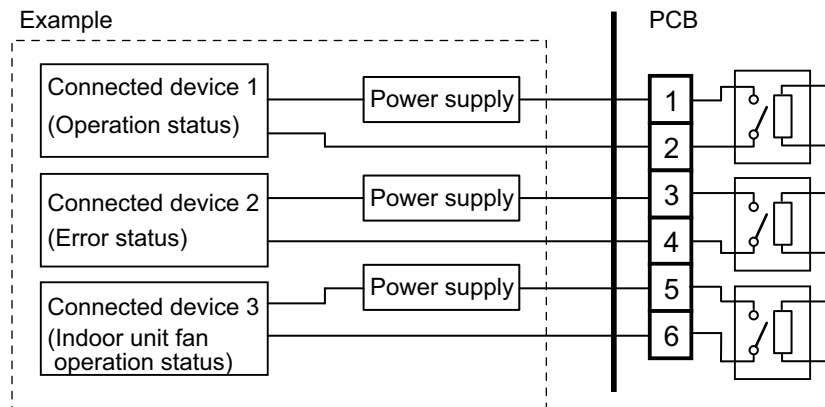 Example
PCB
Connected device 1
(Operation status)
Power supply
1
2
Connected device 2
(Error status)
Power supply
3
4
Connected device 3
(Indoor unit fan
operation status)
Power supply
5
6